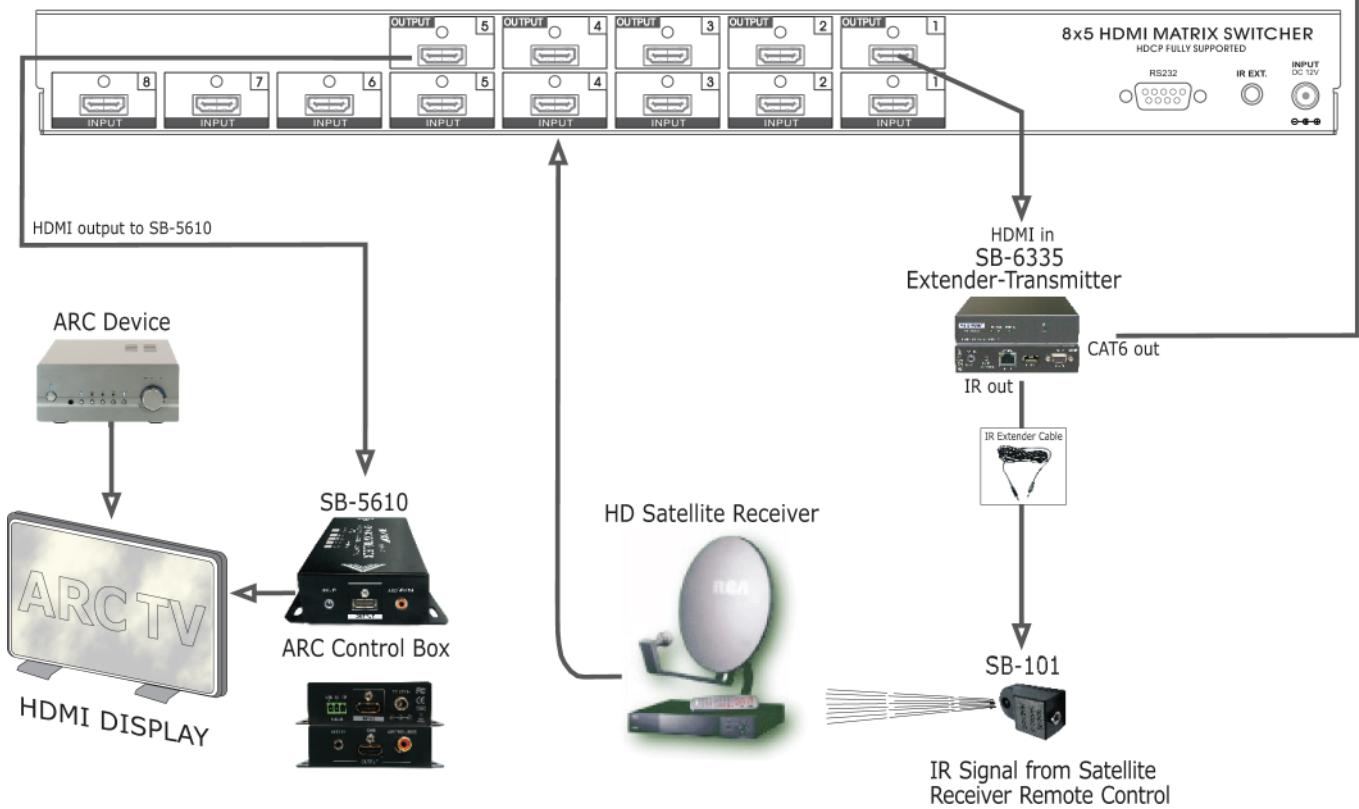 OUTPUT 5
OUTPUT 4
OUTPUT 3
OUTPUT 2
OUTPUT 1
8x5 HDMI MATRIX SWITCHER
HDCP FULLY SUPPORTED
RS232
IR EXT.
INPUT
DC 12V
8
INPUT
7
INPUT
6
INPUT
5
INPUT
4
INPUT
3
INPUT
2
INPUT
1
INPUT
HDMI output to SB-5610
HDMI in
SB-6335
Extender-Transmitter
CAT6 out
IR out
IR Extender Cable
ARC Device
SB-5610
ARC TV
ARC Control Box
HDMI DISPLAY
OUTPUT
HD Satellite Receiver
RCA
SB-101
IR Signal from Satellite
Receiver Remote Control